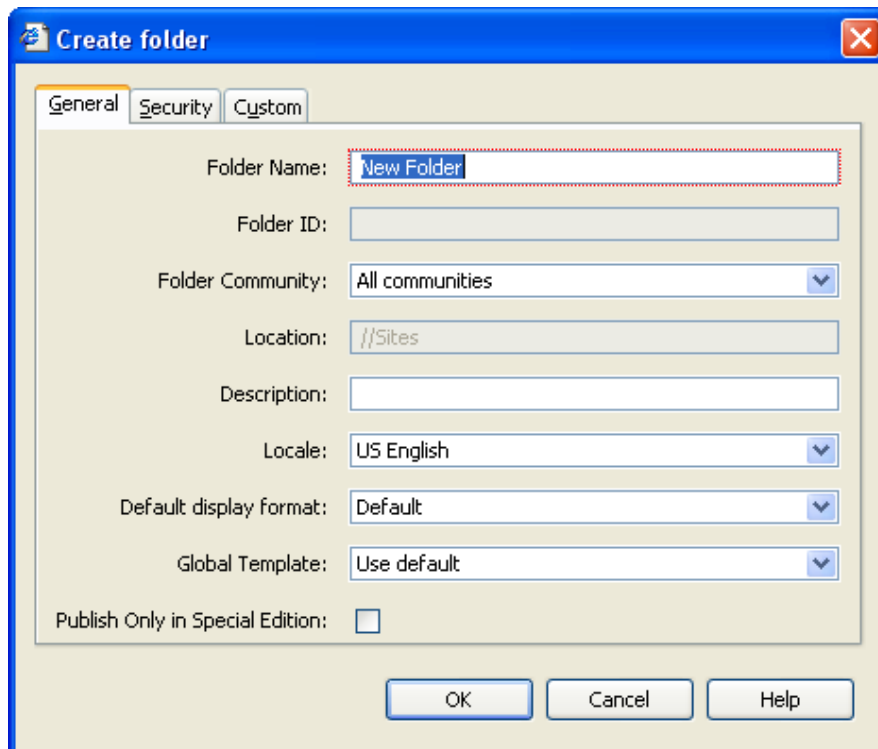 Create folder
General Security Custom
Folder Name: New Folder
Folder ID:
Folder Community: All communities
Location: //Sites
Description:
Locale: US English
Default display format: Default
Global Template: Use default
Publish Only in Special Edition:
OK Cancel Help